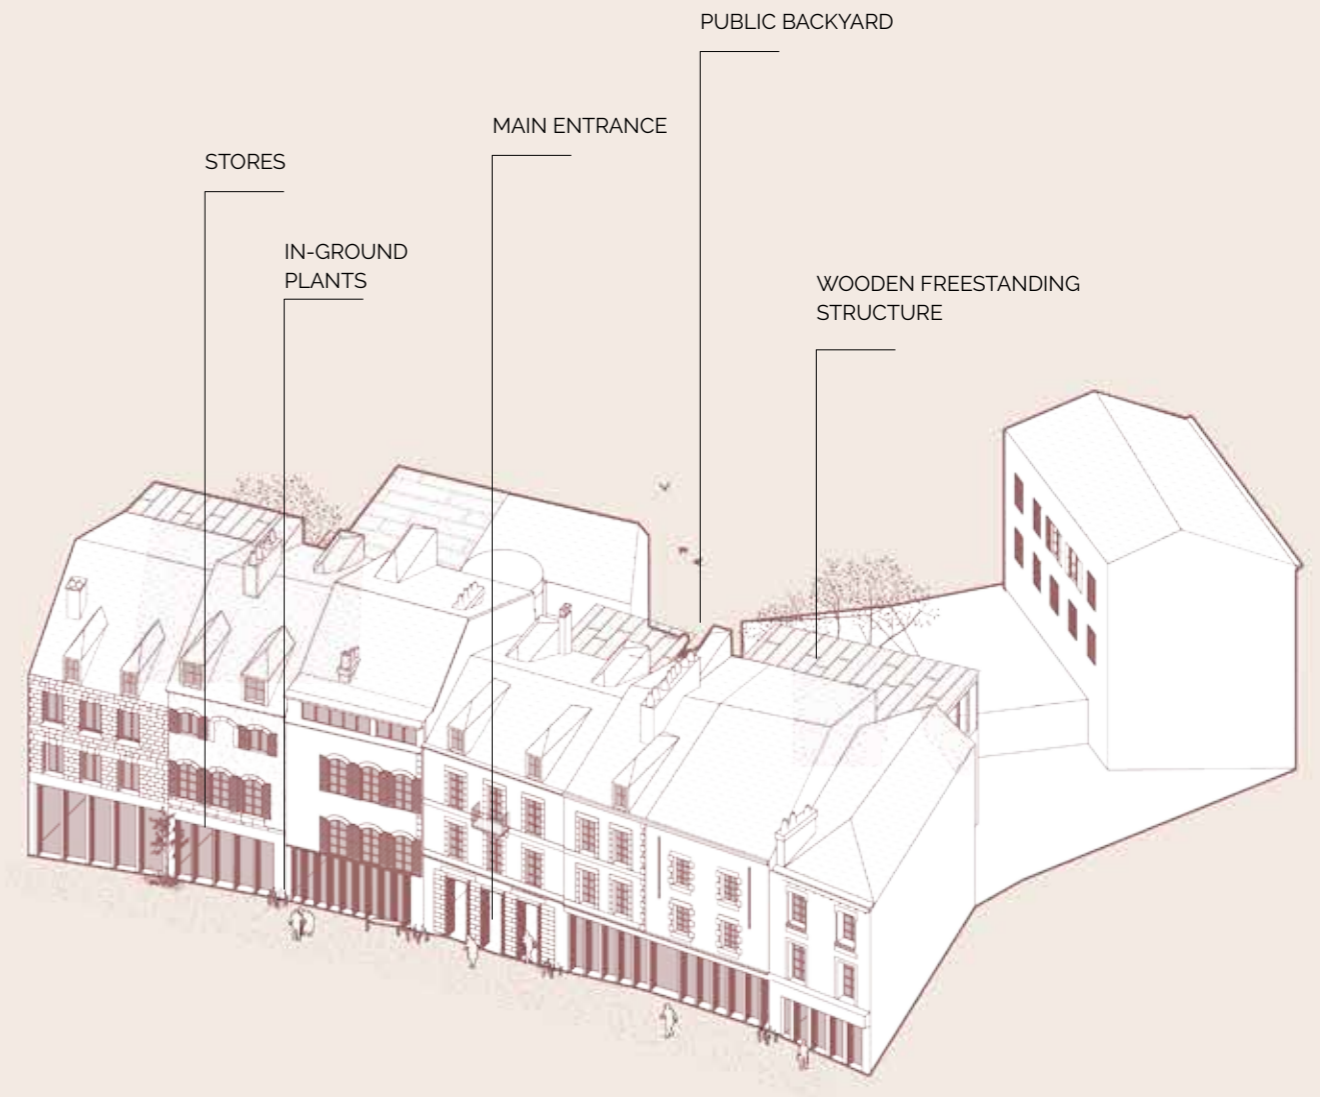 PUBLIC BACKYARD
MAIN ENTRANCE
STORES
IN-GROUND
PLANTS
WOODEN FREESTANDING
STRUCTURE